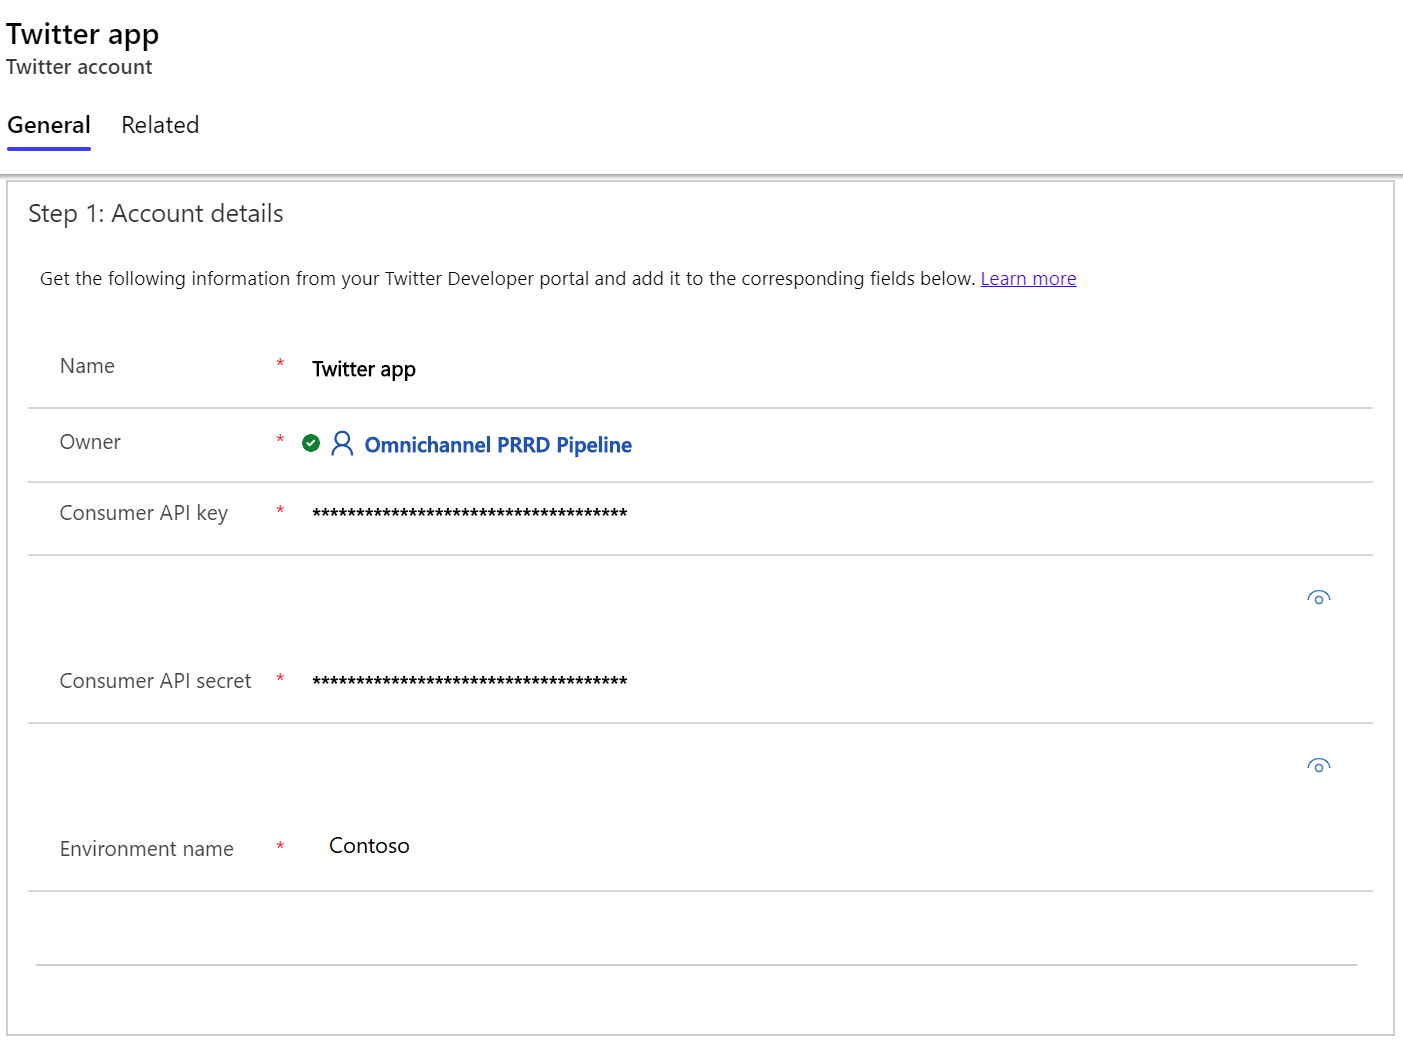 Twitter app
Twitter account
General Related
Step 1: Account details
Get the following information from your Twitter Developer portal and add it to the corresponding fields below. Learn more
Name * Twitter app
Owner * Omnichannel PRRD Pipeline
Consumer API key * ************************************
Consumer API secret * ************************************
Environment name * Contoso